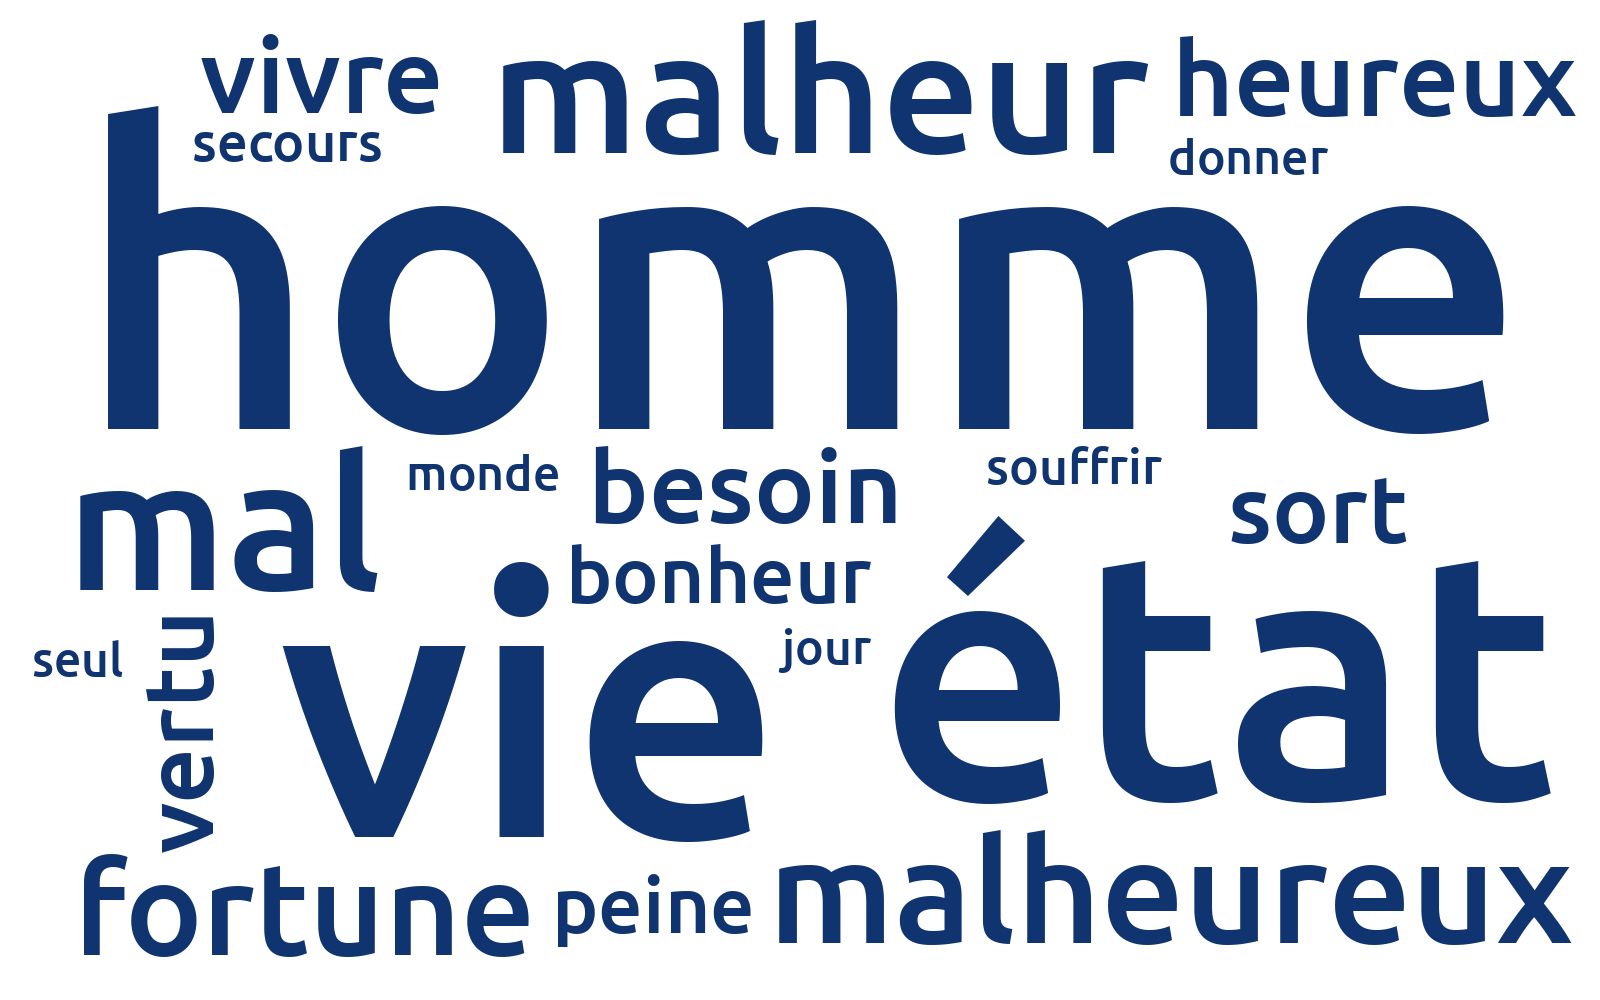 vivre
malheur
heureux
secours
donner
homme
mal
monde
besoin
souffrir
sort
bonheur
état
vie
jour
seul
vertu
fortune
peine
malheureux